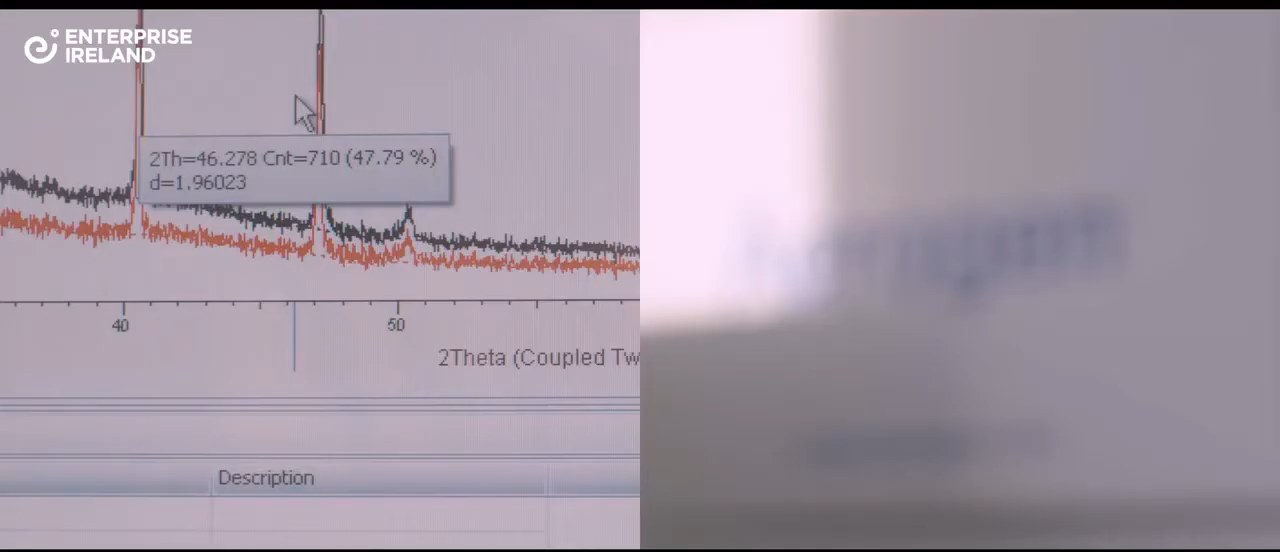 ENTERPRISE
IRELAND
2Th=46.278 Cnt=710 (47.79 %)
d=1.96023
40
50
2Theta (Coupled Tw
Description